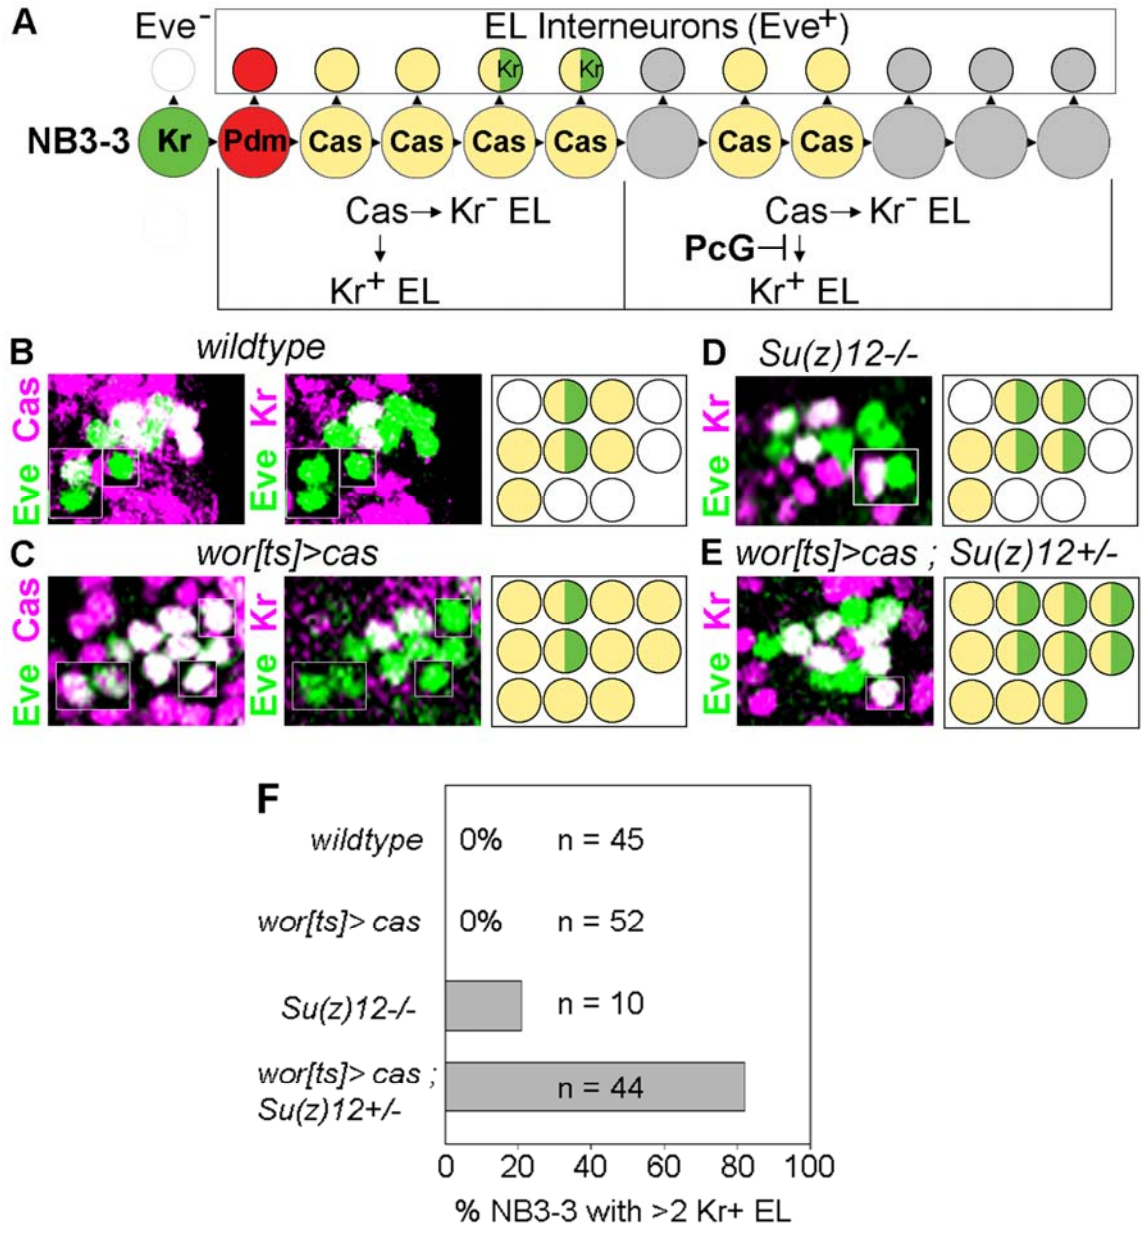 A
Eve⁻ EL Interneurons (Eve⁺)
Kr Kr
NB3-3 Kr Pdm Cas Cas Cas Cas Cas Cas
Cas→Kr⁻ EL Cas→Kr⁻ EL
PcG
Kr⁺ EL Kr⁺ EL
B wildtype
Eve Cas
Eve Kr
D Su(z)12-/-
Eve Kr
C wor[ts]>cas
Eve Cas
Eve Kr
E wor[ts]>cas ; Su(z)12+/-
Eve Kr
F
wildtype 0% n = 45
wor[ts]> cas 0% n = 52
Su(z)12-/- n = 10
wor[ts]> cas ;
Su(z)12+/- n = 44
0 20 40 60 80 100
% NB3-3 with >2 Kr+ EL